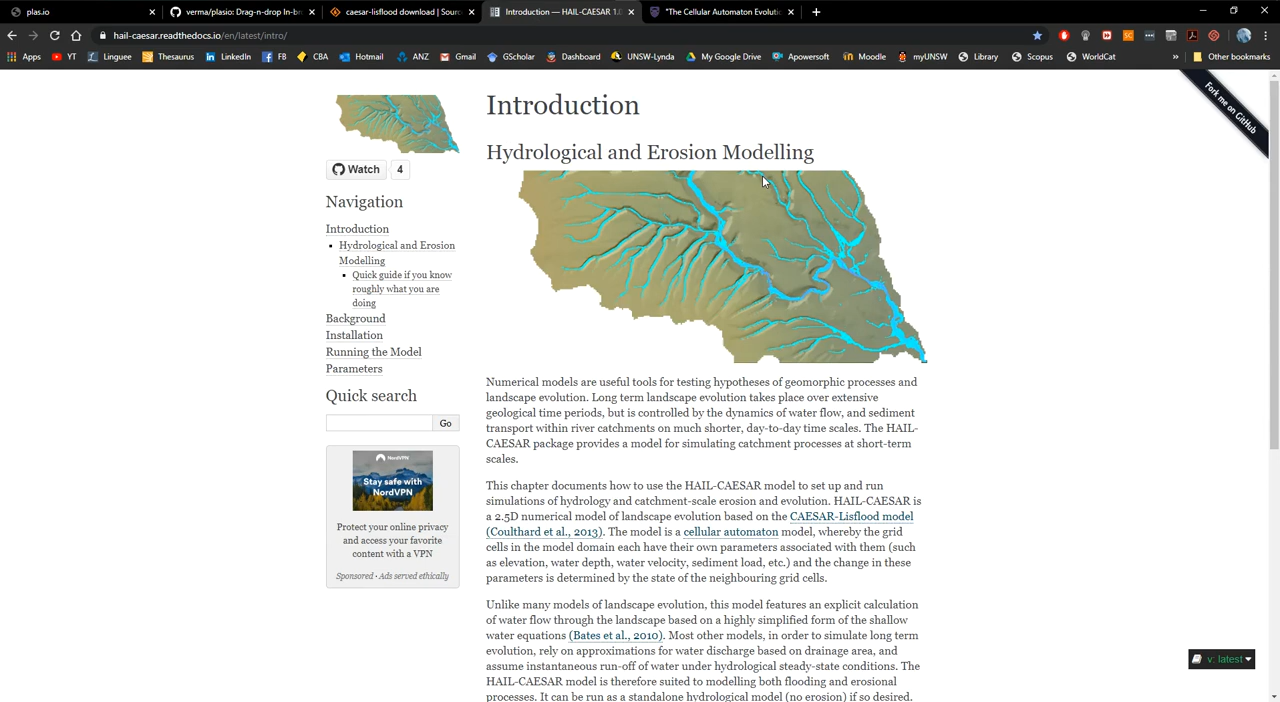 plas.io
verma/plasio: Drag-n-drop In-br
caesar-lisflood download | Sourc
Introduction — HAIL-CAESAR 1.0
"The Cellular Automaton Evoluti
hail-caesar.readthedocs.io/en/latest/intro/
Apps YT Linguee Thesaurus LinkedIn FB CBA Hotmail ANZ Gmail GScholar Dashboard UNSW-Lynda My Google Drive Apowersoft Moodle myUNSW Library Scopus WorldCat » Other bookmarks
Fork me on GitHub
Watch 4
Navigation
Introduction
Hydrological and Erosion
Modelling
Quick guide if you know
roughly what you are
doing
Background
Installation
Running the Model
Parameters
Quick search
Go
NordVPN
Stay safe with
NordVPN
Protect your online privacy
and access your favorite
content with a VPN
Sponsored · Ads served ethically
Introduction
Hydrological and Erosion Modelling
Numerical models are useful tools for testing hypotheses of geomorphic processes and
landscape evolution. Long term landscape evolution takes place over extensive
geological time periods, but is controlled by the dynamics of water flow, and sediment
transport within river catchments on much shorter, day-to-day time scales. The HAIL-
CAESAR package provides a model for simulating catchment processes at short-term
scales.
This chapter documents how to use the HAIL-CAESAR model to set up and run
simulations of hydrology and catchment-scale erosion and evolution. HAIL-CAESAR is
a 2.5D numerical model of landscape evolution based on the CAESAR-Lisflood model
(Coulthard et al., 2013). The model is a cellular automaton model, whereby the grid
cells in the model domain each have their own parameters associated with them (such
as elevation, water depth, water velocity, sediment load, etc.) and the change in these
parameters is determined by the state of the neighbouring grid cells.
Unlike many models of landscape evolution, this model features an explicit calculation
of water flow through the landscape based on a highly simplified form of the shallow
water equations (Bates et al., 2010). Most other models, in order to simulate long term
evolution, rely on approximations for water discharge based on drainage area, and
assume instantaneous run-off of water under hydrological steady-state conditions. The
HAIL-CAESAR model is therefore suited to modelling both flooding and erosional
processes. It can be run as a standalone hydrological model (no erosion) if so desired.
v: latest